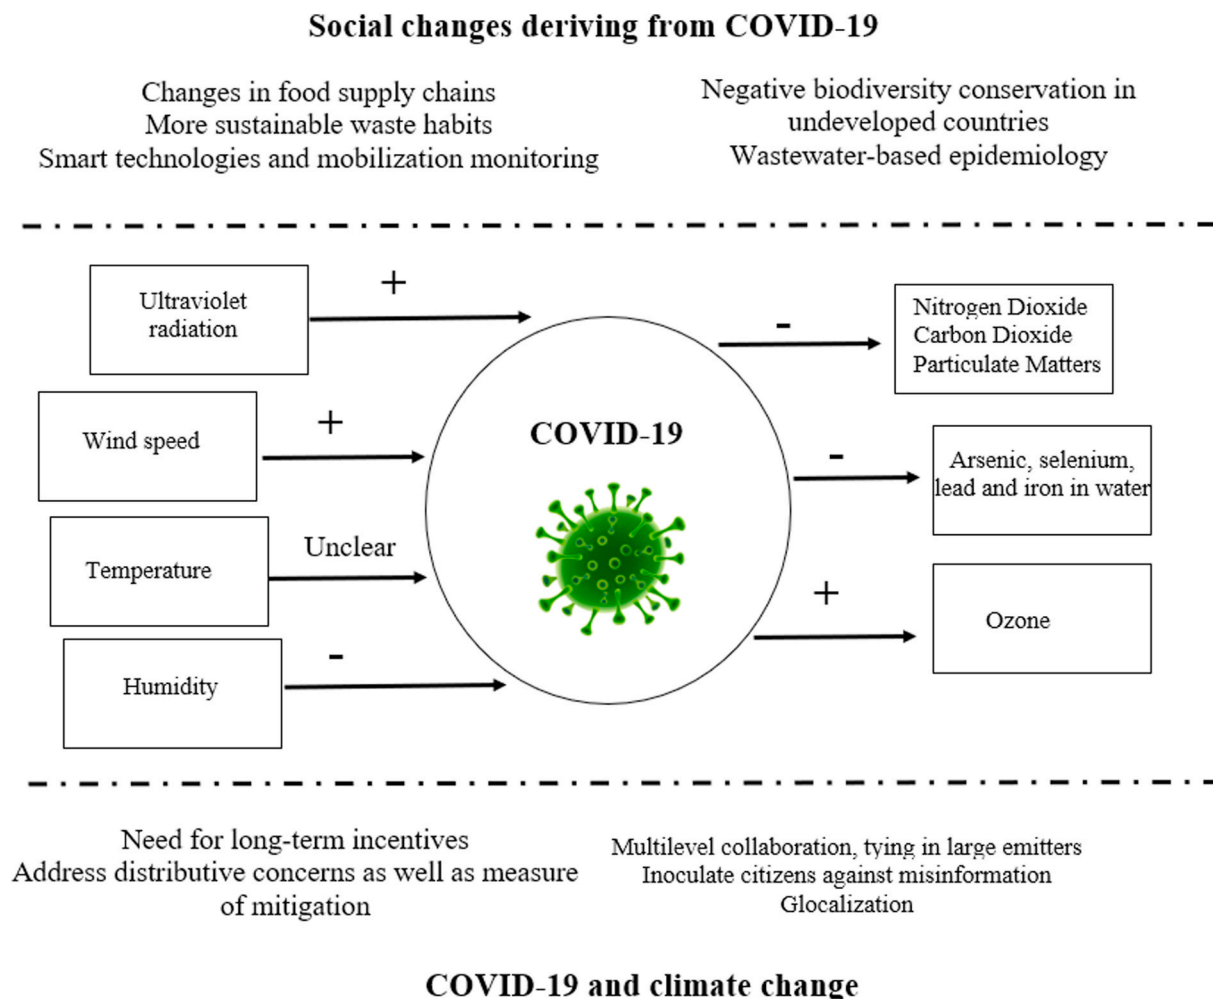 Social changes deriving from COVID-19
Changes in food supply chains
More sustainable waste habits
Smart technologies and mobilization monitoring
Negative biodiversity conservation in
undeveloped countries
Wastewater-based epidemiology
Ultraviolet
radiation
+
Wind speed
+
Temperature
Unclear
Humidity
-
COVID-19
-
Nitrogen Dioxide
Carbon Dioxide
Particulate Matters
-
Arsenic, selenium,
lead and iron in water
+
Ozone
Need for long-term incentives
Address distributive concerns as well as measure
of mitigation
Multilevel collaboration, tying in large emitters
Inoculate citizens against misinformation
Glocalization
COVID-19 and climate change